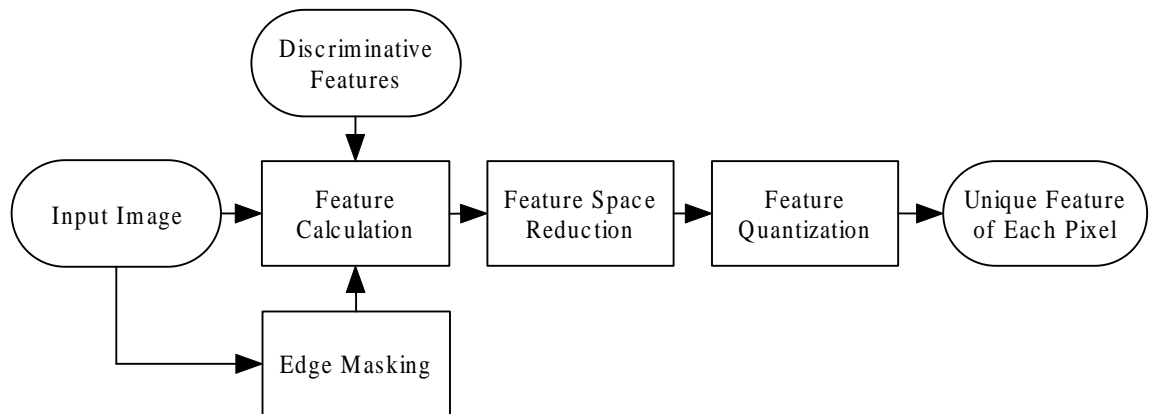 Discriminative
Features
Input Image
Feature
Calculation
Feature Space
Reduction
Feature
Quantization
Unique Feature
of Each Pixel
Edge Masking